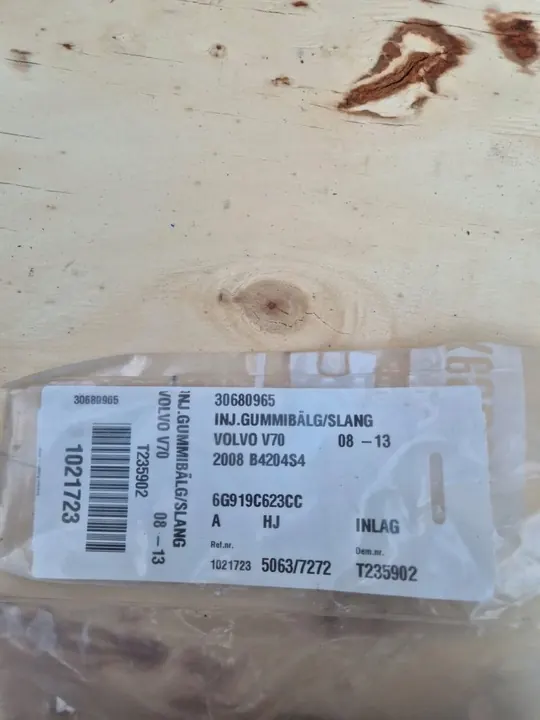 30680965
1021723
T235902
VOLVO V70
INJ.GUMMIBÄLG/SLANG
08 – 13
30680965
INJ.GUMMIBÄLG/SLANG
VOLVO V70 08 – 13
2008 B4204S4
6G919C623CC
A HJ INLAG
Ref.nr. Dem.nr.
1021723 5063/7272 T235902